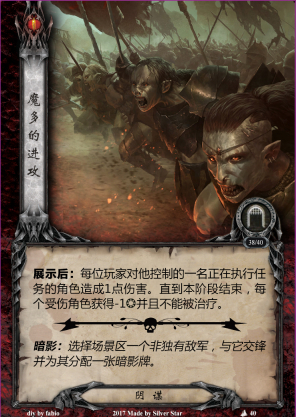 魔多的进攻
38/40
展示后：每位玩家对他控制的一名正在执行任
务的角色造成1点伤害。直到本阶段结束，每
个受伤角色获得-1并且不能被治疗。
暗影：选择场景区一个非独有敌军，与它交锋
并为其分配一张暗影牌。
阴谋
diy by fahio
2017 Made by Silver Star
40